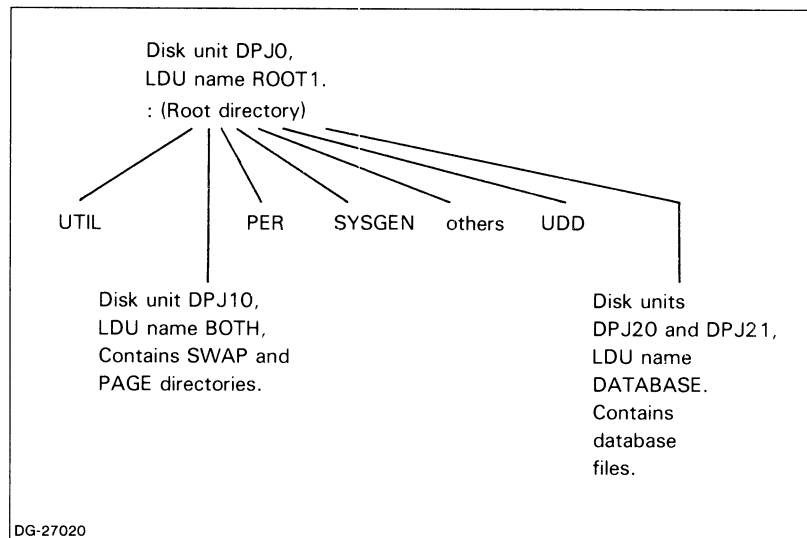 Disk unit DPJ0,
LDU name ROOT1.
: (Root directory)
UTIL
PER
SYSGEN
others
UDD
Disk unit DPJ10,
LDU name BOTH,
Contains SWAP and
PAGE directories.
Disk units
DPJ20 and DPJ21,
LDU name
DATABASE.
Contains
database
files.
DG-27020